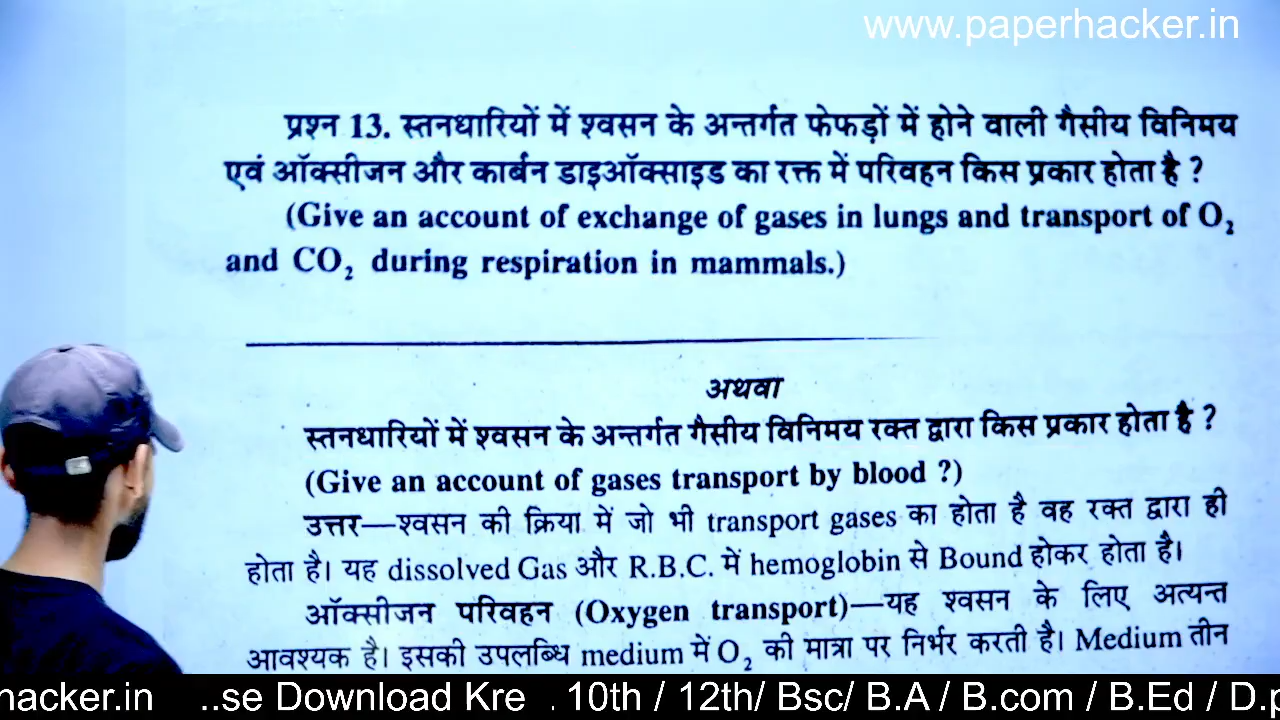 www.paperhacker.in
प्रश्न 13. स्तनधारियों में श्वसन के अन्तर्गत फेफड़ों में होने वाली गैसीय विनिमय
एवं ऑक्सीजन और कार्बन डाइऑक्साइड का रक्त में परिवहन किस प्रकार होता है ?
(Give an account of exchange of gases in lungs and transport of O₂
and CO₂ during respiration in mammals.)
अथवा
स्तनधारियों में श्वसन के अन्तर्गत गैसीय विनिमय रक्त द्वारा किस प्रकार होता है ?
(Give an account of gases transport by blood ?)
उत्तर—श्वसन की क्रिया में जो भी transport gases का होता है वह रक्त द्वारा ही
होता है। यह dissolved Gas और R.B.C. में hemoglobin से Bound होकर होता है।
ऑक्सीजन परिवहन (Oxygen transport)—यह श्वसन के लिए अत्यन्त
आवश्यक है। इसकी उपलब्धि medium में O₂ की मात्रा पर निर्भर करती है। Medium तीन
hacker.in ..se Download Kre . 10th / 12th/ Bsc/ B.A / B.com / B.Ed / D.p